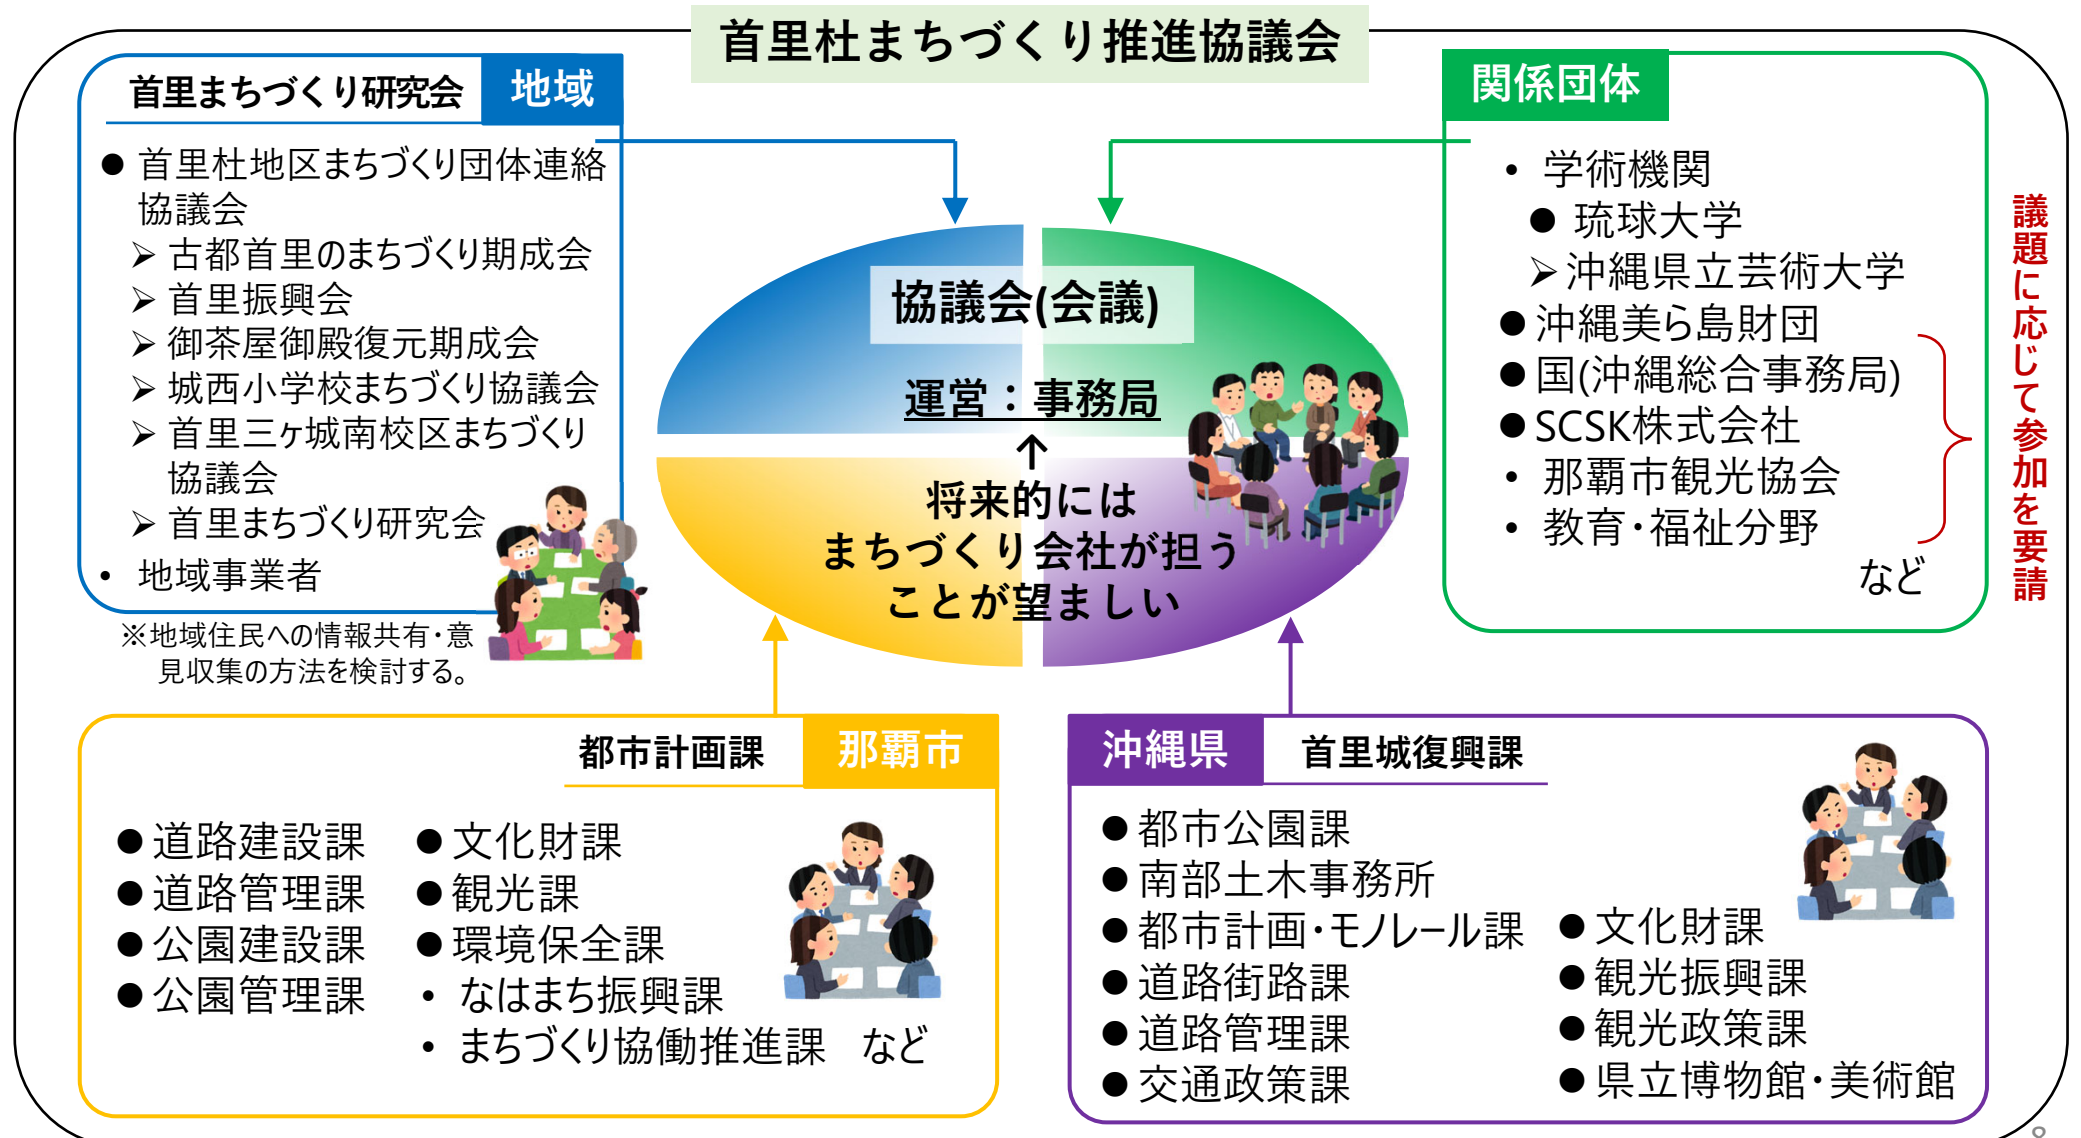 首里杜まちづくり推進協議会
首里まちづくり研究会
地域
● 首里杜地区まちづくり団体連絡
協議会
➢ 古都首里のまちづくり期成会
➢ 首里振興会
➢ 御茶屋御殿復元期成会
➢ 城西小学校まちづくり協議会
➢ 首里三ヶ城南校区まちづくり
協議会
➢ 首里まちづくり研究会
• 地域事業者
※地域住民への情報共有・意
見収集の方法を検討する。
関係団体
• 学術機関
● 琉球大学
➢沖縄県立芸術大学
●沖縄美ら島財団
●国(沖縄総合事務局)
●SCSK株式会社
• 那覇市観光協会
• 教育・福祉分野
など
議題に応じて参加を要請
協議会(会議)
運営：事務局
↑
将来的には
まちづくり会社が担う
ことが望ましい
都市計画課
那覇市
●道路建設課
●道路管理課
●公園建設課
●公園管理課
●文化財課
●観光課
●環境保全課
• なはまち振興課
• まちづくり協働推進課 など
沖縄県
首里城復興課
●都市公園課
●南部土木事務所
●都市計画・モノレール課
●道路街路課
●道路管理課
●交通政策課
●文化財課
●観光振興課
●観光政策課
●県立博物館・美術館
8